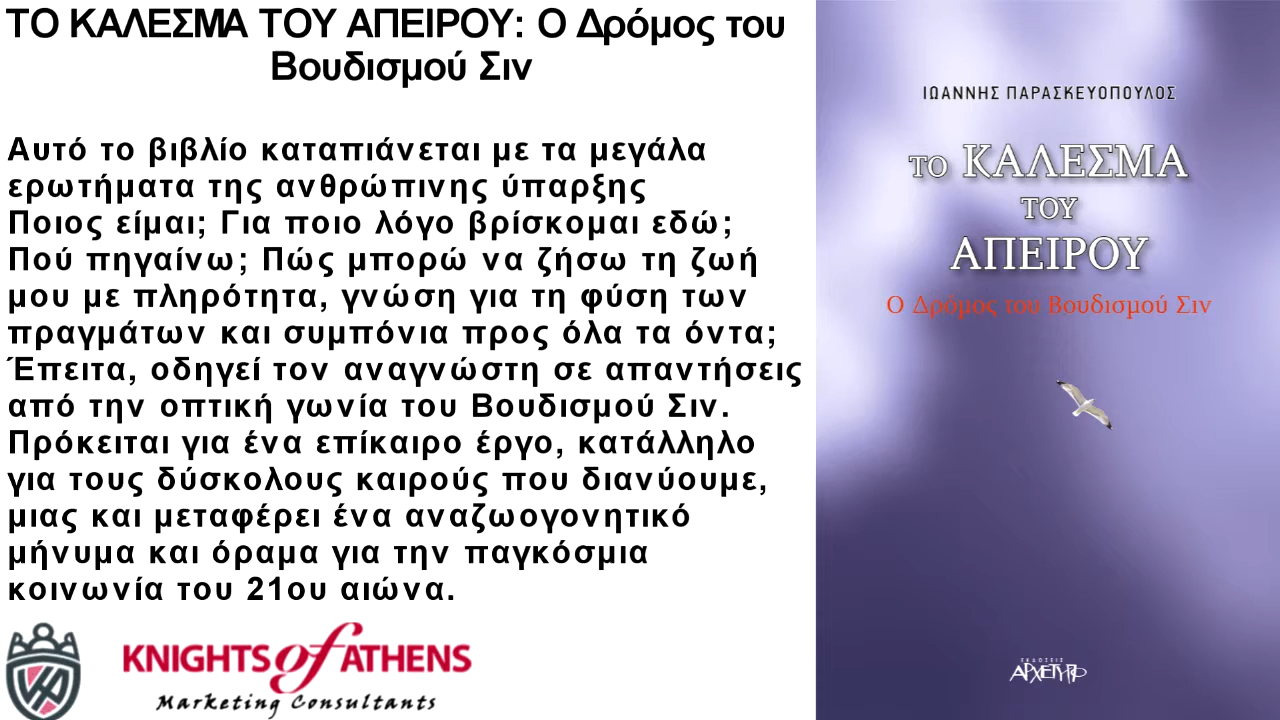 ΤΟ ΚΑΛΕΣΜΑ ΤΟΥ ΑΠΕΙΡΟΥ: Ο Δρόμος του
Βουδισμού Σιν
Αυτό το βιβλίο καταπιάνεται με τα μεγάλα
ερωτήματα της ανθρώπινης ύπαρξης
Ποιος είμαι; Για ποιο λόγο βρίσκομαι εδώ;
Πού πηγαίνω; Πώς μπορώ να ζήσω τη ζωή
μου με πληρότητα, γνώση για τη φύση των
πραγμάτων και συμπόνια προς όλα τα όντα;
Έπειτα, οδηγεί τον αναγνώστη σε απαντήσεις
από την οπτική γωνία του Βουδισμού Σιν.
Πρόκειται για ένα επίκαιρο έργο, κατάλληλο
για τους δύσκολους καιρούς που διανύουμε,
μιας και μεταφέρει ένα αναζωογονητικό
μήνυμα και όραμα για την παγκόσμια
κοινωνία του 21ου αιώνα.
KNIGHTS of ATHENS
Marketing Consultants
ΙΩΑΝΝΗΣ ΠΑΡΑΣΚΕΥΟΠΟΥΛΟΣ
ΤΟ ΚΑΛΕΣΜΑ
ΤΟΥ
ΑΠΕΙΡΟΥ
Ο Δρόμος του Βουδισμού Σιν
ΕΚΔΟΣΕΙΣ
ΑΡΧΕΤΥΠΟ